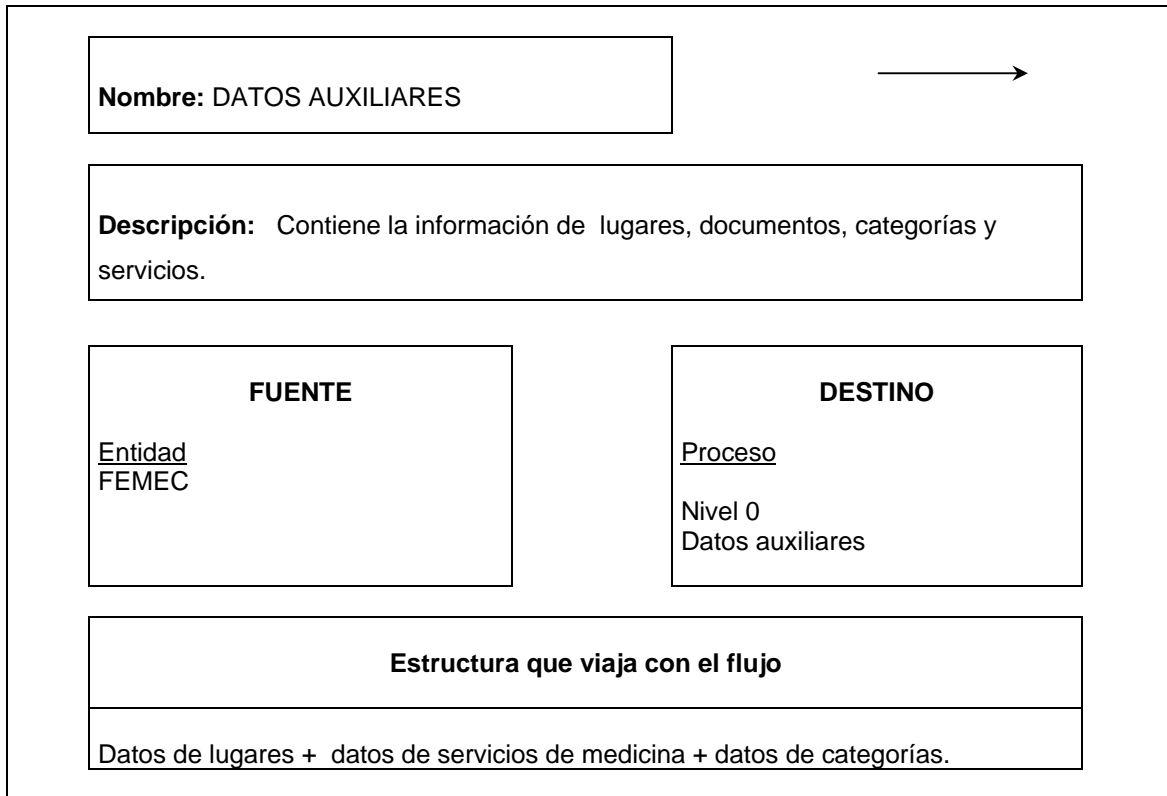 Nombre: DATOS AUXILIARES
Descripción: Contiene la información de lugares, documentos, categorías y
servicios.
FUENTE
Entidad
FEMEC
DESTINO
Proceso
Nivel 0
Datos auxiliares
Estructura que viaja con el flujo
Datos de lugares + datos de servicios de medicina + datos de categorías.